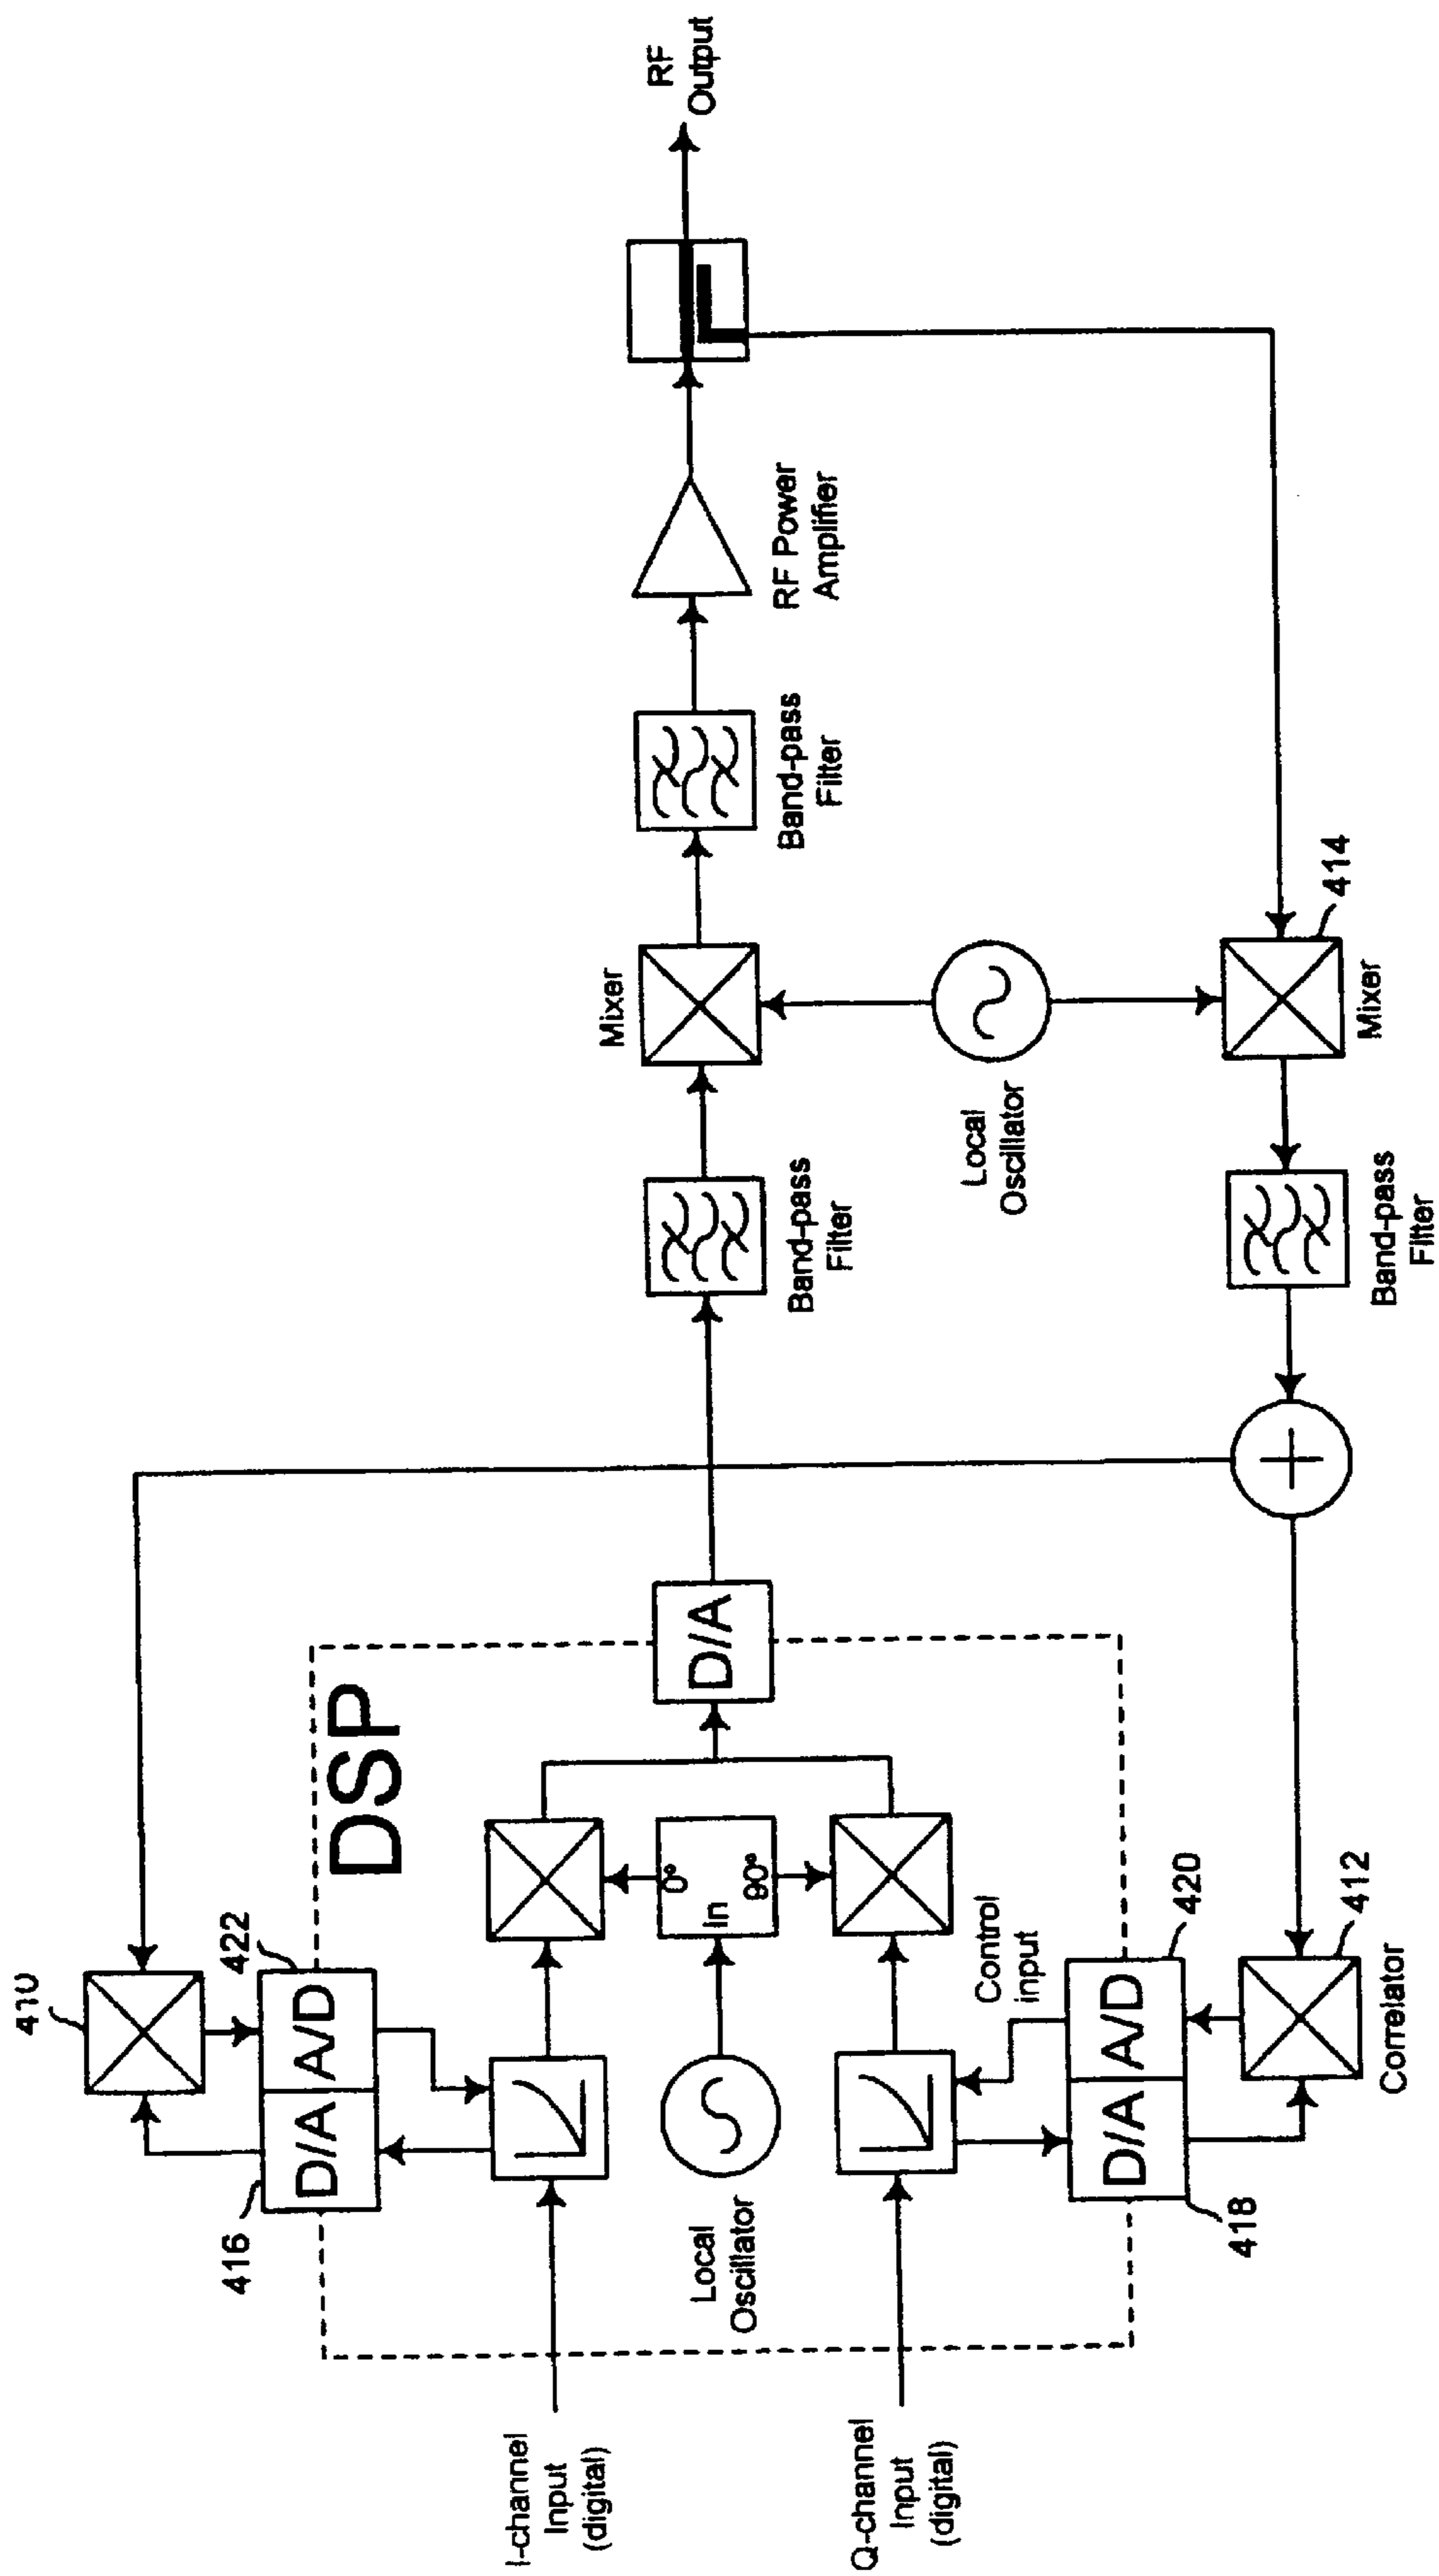 410
416
422
D/A
A/D
DSP
I-channel
Input
(digital)
Q-channel
Input
(digital)
Local
Oscillator
In
0°
90°
Control
input
D/A
A/D
418
420
412
Correlator
D/A
Band-pass
Filter
Mixer
Local
Oscillator
Band-pass
Filter
RF Power
Amplifier
RF
Output
414
Mixer
Band-pass
Filter